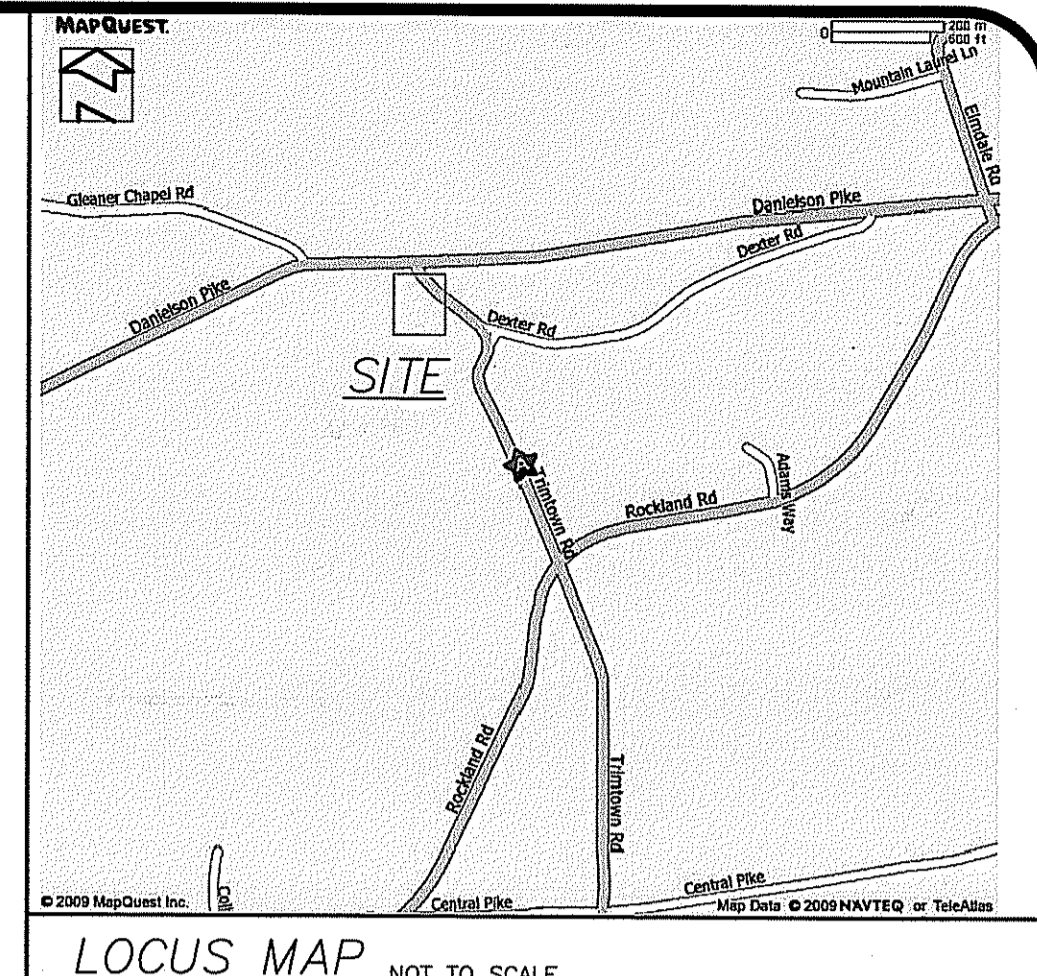 MAPQUEST.
0
200 m
600 ft
Mountain Laurel Ln
Elmdale Rd
Gleaner Chapel Rd
Danielson Pike
Dexter Rd
Danielson Pike
Dexter Rd
SITE
A
Trimtown Rd
Adams Way
Rockland Rd
Rockland Rd
Trimtown Rd
Central Pike
Central Pike
© 2009 MapQuest Inc.
Map Data © 2009 NAVTEQ or TeleAtlas
LOCUS MAP NOT TO SCALE